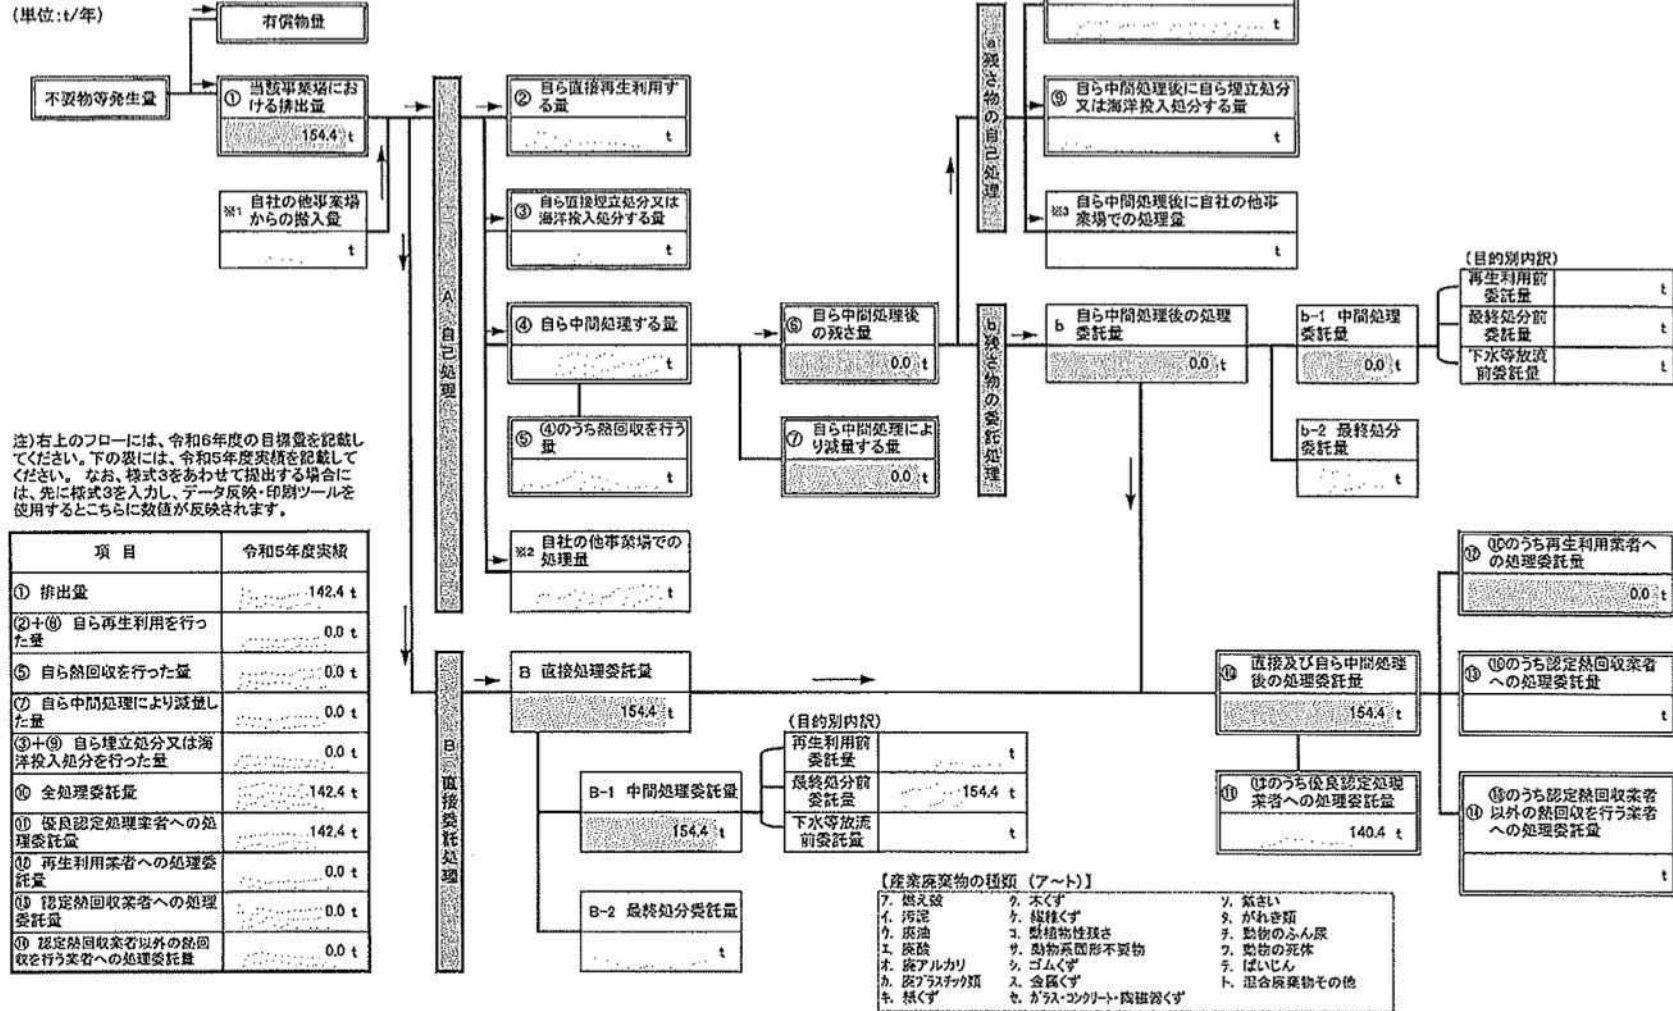 (単位:t/年)
有償物量
不要物等発生量
① 当該事業場にお
ける排出量
154.4 t
※1 自社の他事業場
からの搬入量
t
A 自己処理
② 自ら直接再生利用す
る量
t
③ 自ら直接埋立処分又は
海洋投入処分する量
t
④ 自ら中間処理する量
t
⑤ ④のうち熱回収を行う
量
t
※2 自社の他事業場での
処理量
t
⑥ 自ら中間処理後
の残さ量
0.0 t
⑦ 自ら中間処理によ
り減量する量
0.0 t
a 残さ物の自己処理
t
⑨ 自ら中間処理後に自ら埋立処分
又は海洋投入処分する量
t
※3 自ら中間処理後に自社の他事
業場での処理量
t
b 残さ物の委託処理
b 自ら中間処理後の処理
委託量
0.0 t
b-1 中間処理
委託量
0.0 t
b-2 最終処分
委託量
t
(目的別内訳)
再生利用前
委託量 t
最終処分前
委託量 t
下水等放流
前委託量 t
注)右上のフローには、令和6年度の目標量を記載し
てください。下の表には、令和5年度実績を記載して
ください。 なお、様式3をあわせて提出する場合に
は、先に様式3を入力し、データ反映・印刷ツールを
使用するとこちらに数値が反映されます。
項 目 令和5年度実績
① 排出量 142.4 t
②+⑧ 自ら再生利用を行っ
た量 0.0 t
⑤ 自ら熱回収を行った量 0.0 t
⑦ 自ら中間処理により減量し
た量 0.0 t
③+⑨ 自ら埋立処分又は海
洋投入処分を行った量 0.0 t
⑩ 全処理委託量 142.4 t
⑪ 優良認定処理業者への処
理委託量 142.4 t
⑫ 再生利用業者への処理委
託量 0.0 t
⑬ 認定熱回収業者への処理
委託量 0.0 t
⑭ 認定熱回収業者以外の熱回
収を行う業者への処理委託量 0.0 t
B 直接委託処理
B 直接処理委託量
154.4 t
B-1 中間処理委託量
154.4 t
B-2 最終処分委託量
t
(目的別内訳)
再生利用前
委託量 t
最終処分前
委託量 154.4 t
下水等放流
前委託量 t
⑩ 直接及び自ら中間処理
後の処理委託量
154.4 t
⑪ ⑩のうち優良認定処理
業者への処理委託量
140.4 t
⑫ ⑩のうち再生利用業者へ
の処理委託量
0.0 t
⑬ ⑩のうち認定熱回収業者
への処理委託量
t
⑭ ⑩のうち認定熱回収業者
以外の熱回収を行う業者
への処理委託量
t
【産業廃棄物の種類 (ア~ト)】
ア. 燃え殻 ク. 木くず ソ. 鉱さい
イ. 汚泥 ケ. 繊維くず タ. がれき類
ウ. 廃油 コ. 動植物性残さ チ. 動物のふん尿
エ. 廃酸 サ. 動物系固形不要物 ツ. 動物の死体
オ. 廃アルカリ シ. ゴムくず テ. ばいじん
カ. 廃プラスチック類 ス. 金属くず ト. 混合廃棄物その他
キ. 紙くず セ. ガラス・コンクリート・陶磁器くず